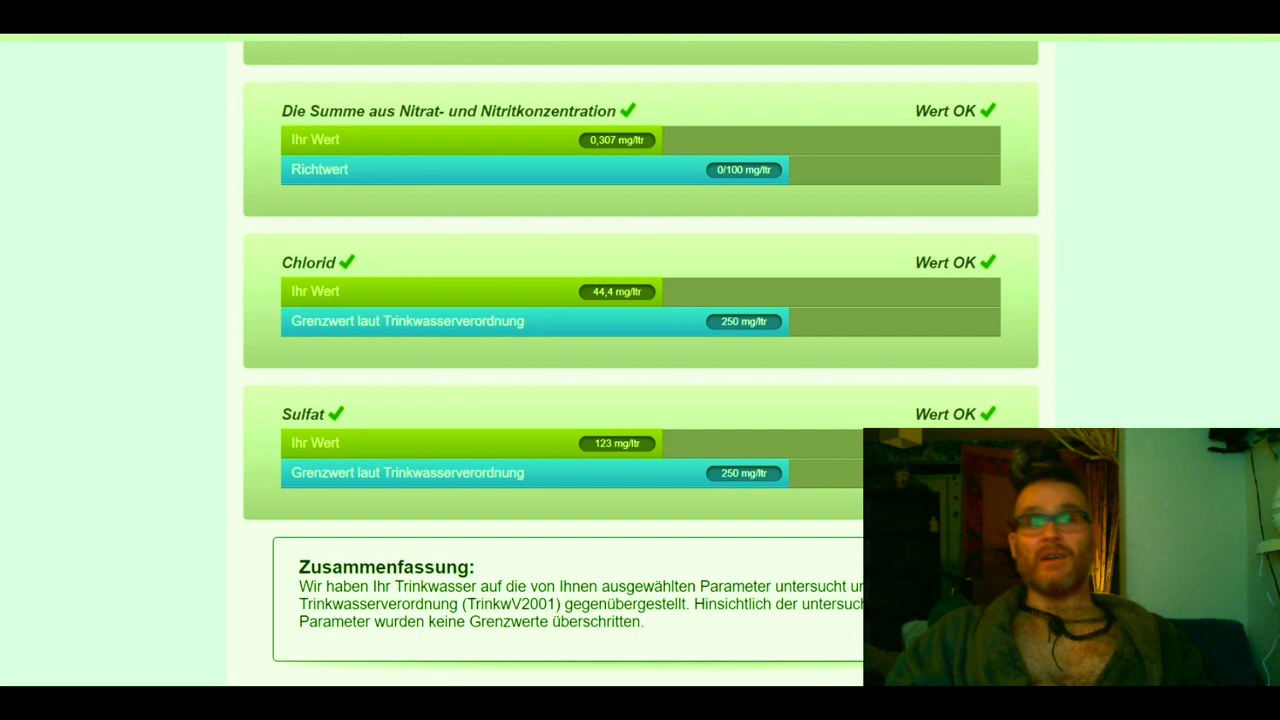 Die Summe aus Nitrat- und Nitritkonzentration Wert OK
Ihr Wert 0,307 mg/ltr
Richtwert 0/100 mg/ltr
Chlorid Wert OK
Ihr Wert 44,4 mg/ltr
Grenzwert laut Trinkwasserverordnung 250 mg/ltr
Sulfat Wert OK
Ihr Wert 123 mg/ltr
Grenzwert laut Trinkwasserverordnung 250 mg/ltr
Zusammenfassung:
Wir haben Ihr Trinkwasser auf die von Ihnen ausgewählten Parameter untersucht
Trinkwasserverordnung (TrinkwV2001) gegenübergestellt. Hinsichtlich der
Parameter wurden keine Grenzwerte überschritten.